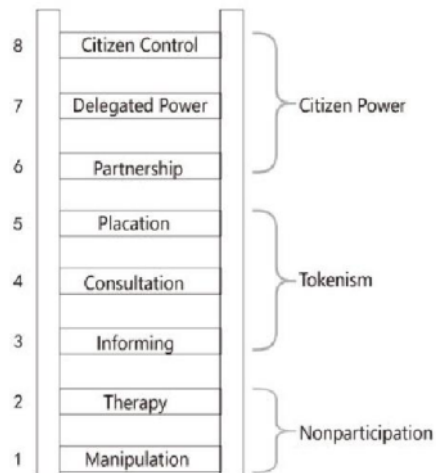 8 Citizen Control
7 Delegated Power
Citizen Power
6 Partnership
5 Placation
4 Consultation
Tokenism
3 Informing
2 Therapy
Nonparticipation
1 Manipulation